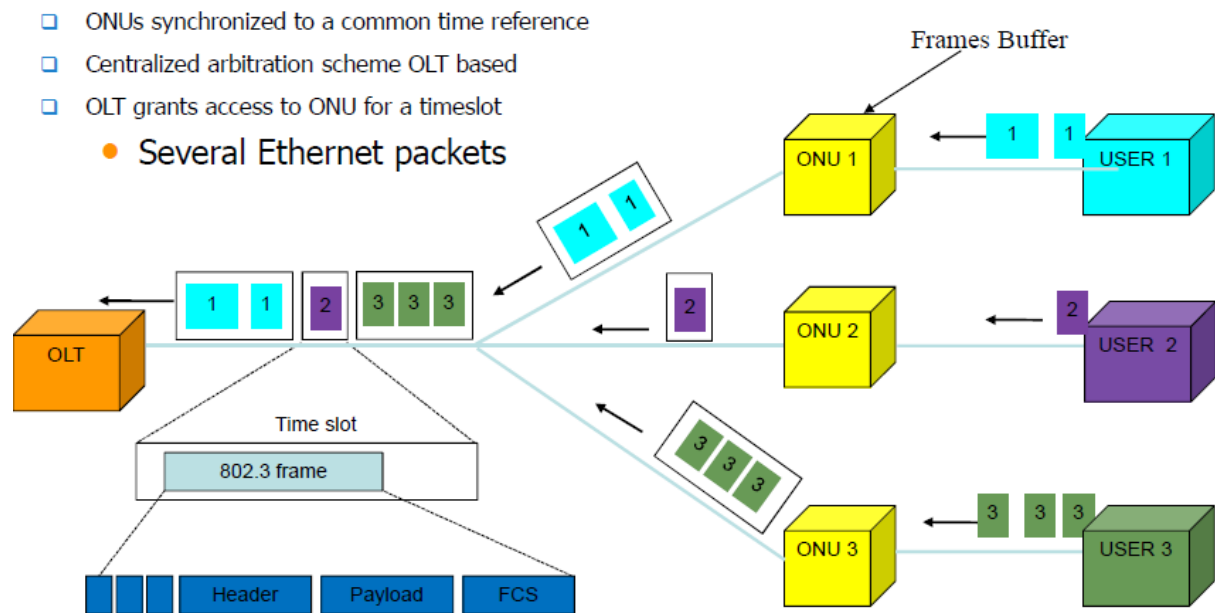 ONUs synchronized to a common time reference
Centralized arbitration scheme OLT based
OLT grants access to ONU for a timeslot
Several Ethernet packets
Frames Buffer
1 1
ONU 1
USER 1
1 1
1 1
2
3 3 3
2
2
OLT
ONU 2
USER 2
3 3 3
Time slot
802.3 frame
3 3 3
ONU 3
USER 3
Header
Payload
FCS